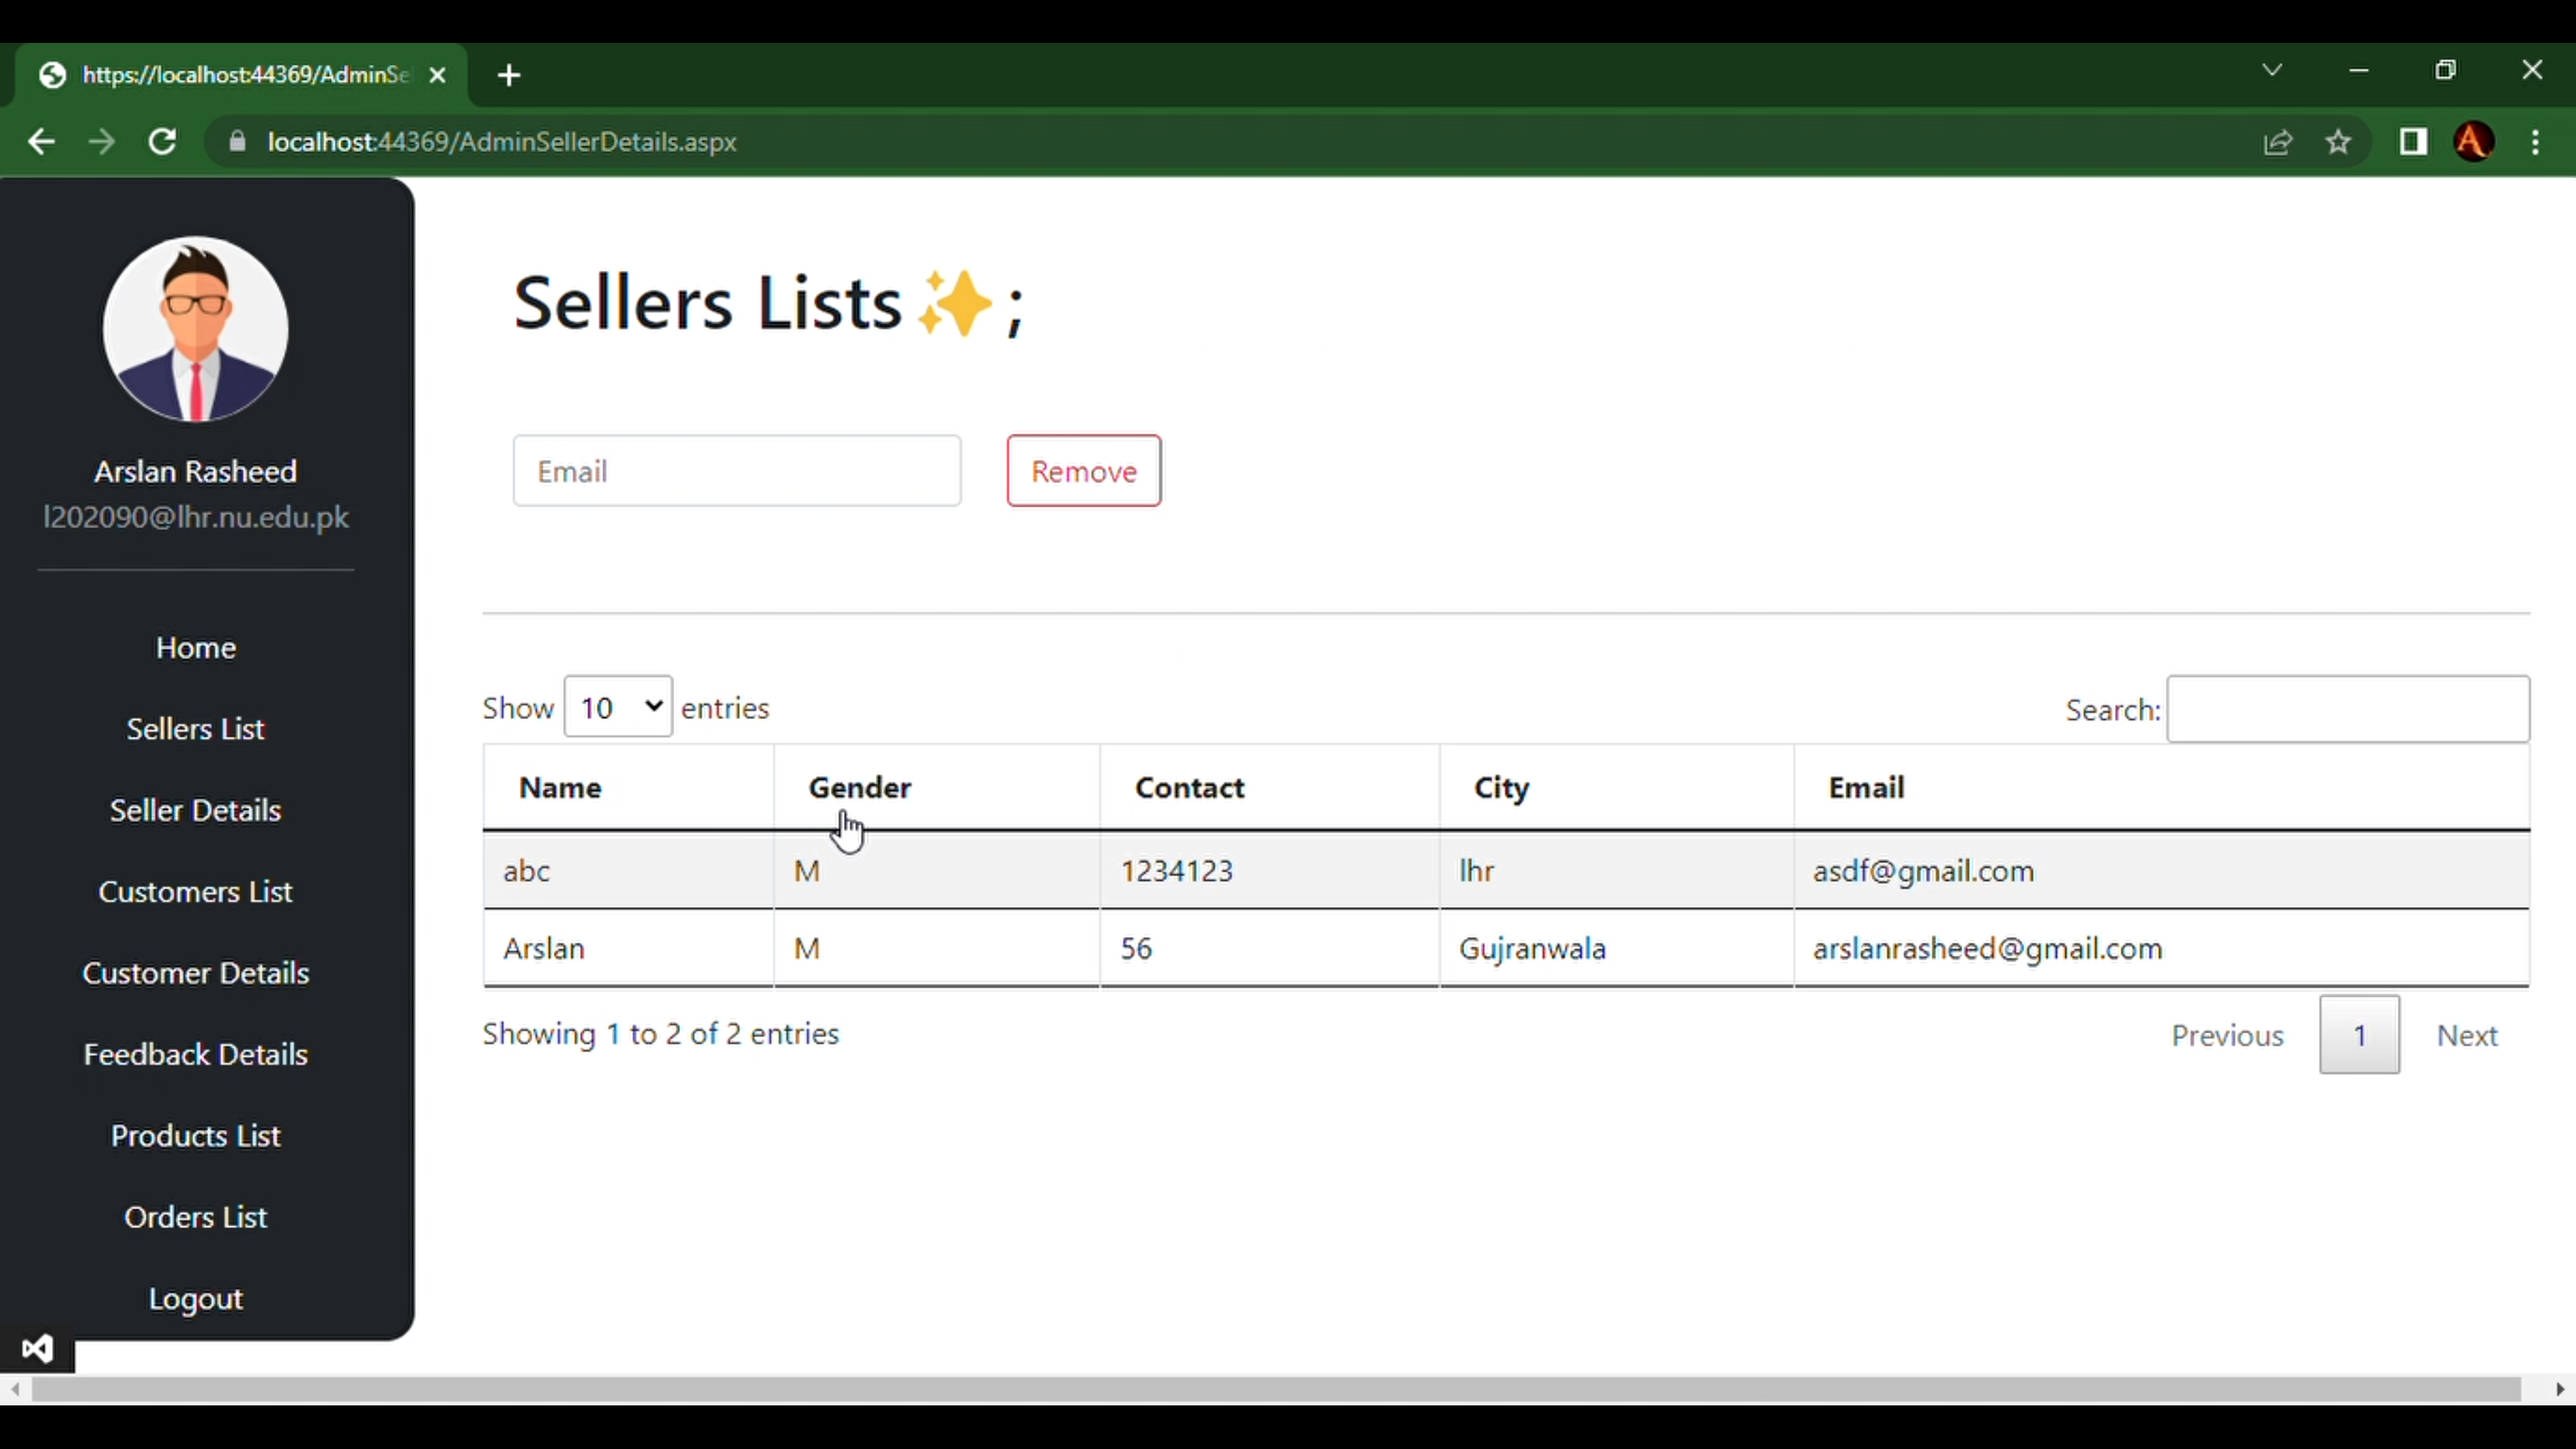 https://localhost:44369/AdminSe
localhost:44369/AdminSellerDetails.aspx
Arslan Rasheed
l202090@lhr.nu.edu.pk
Home
Sellers List
Seller Details
Customers List
Customer Details
Feedback Details
Products List
Orders List
Logout
Sellers Lists✨;
Email Remove
Show 10 entries Search:
Name Gender Contact City Email
abc M 1234123 lhr asdf@gmail.com
Arslan M 56 Gujranwala arslanrasheed@gmail.com
Showing 1 to 2 of 2 entries Previous 1 Next